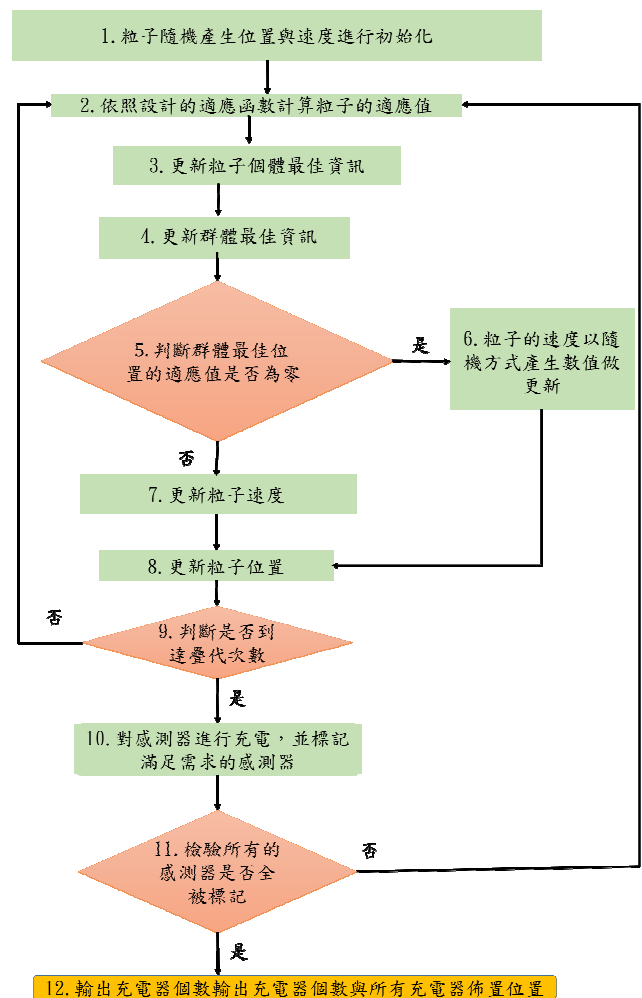 1.粒子隨機產生位置與速度進行初始化
2.依照設計的適應函數計算粒子的適應值
3.更新粒子個體最佳資訊
4.更新群體最佳資訊
5.判斷群體最佳位
置的適應值是否為零
是
6.粒子的速度以隨
機方式產生數值做
更新
否
7.更新粒子速度
8.更新粒子位置
否
9.判斷是否到
達疊代次數
是
10.對感測器進行充電，並標記
滿足需求的感測器
11.檢驗所有的
感測器是否全
被標記
否
是
12.輸出充電器個數輸出充電器個數與所有充電器佈置位置